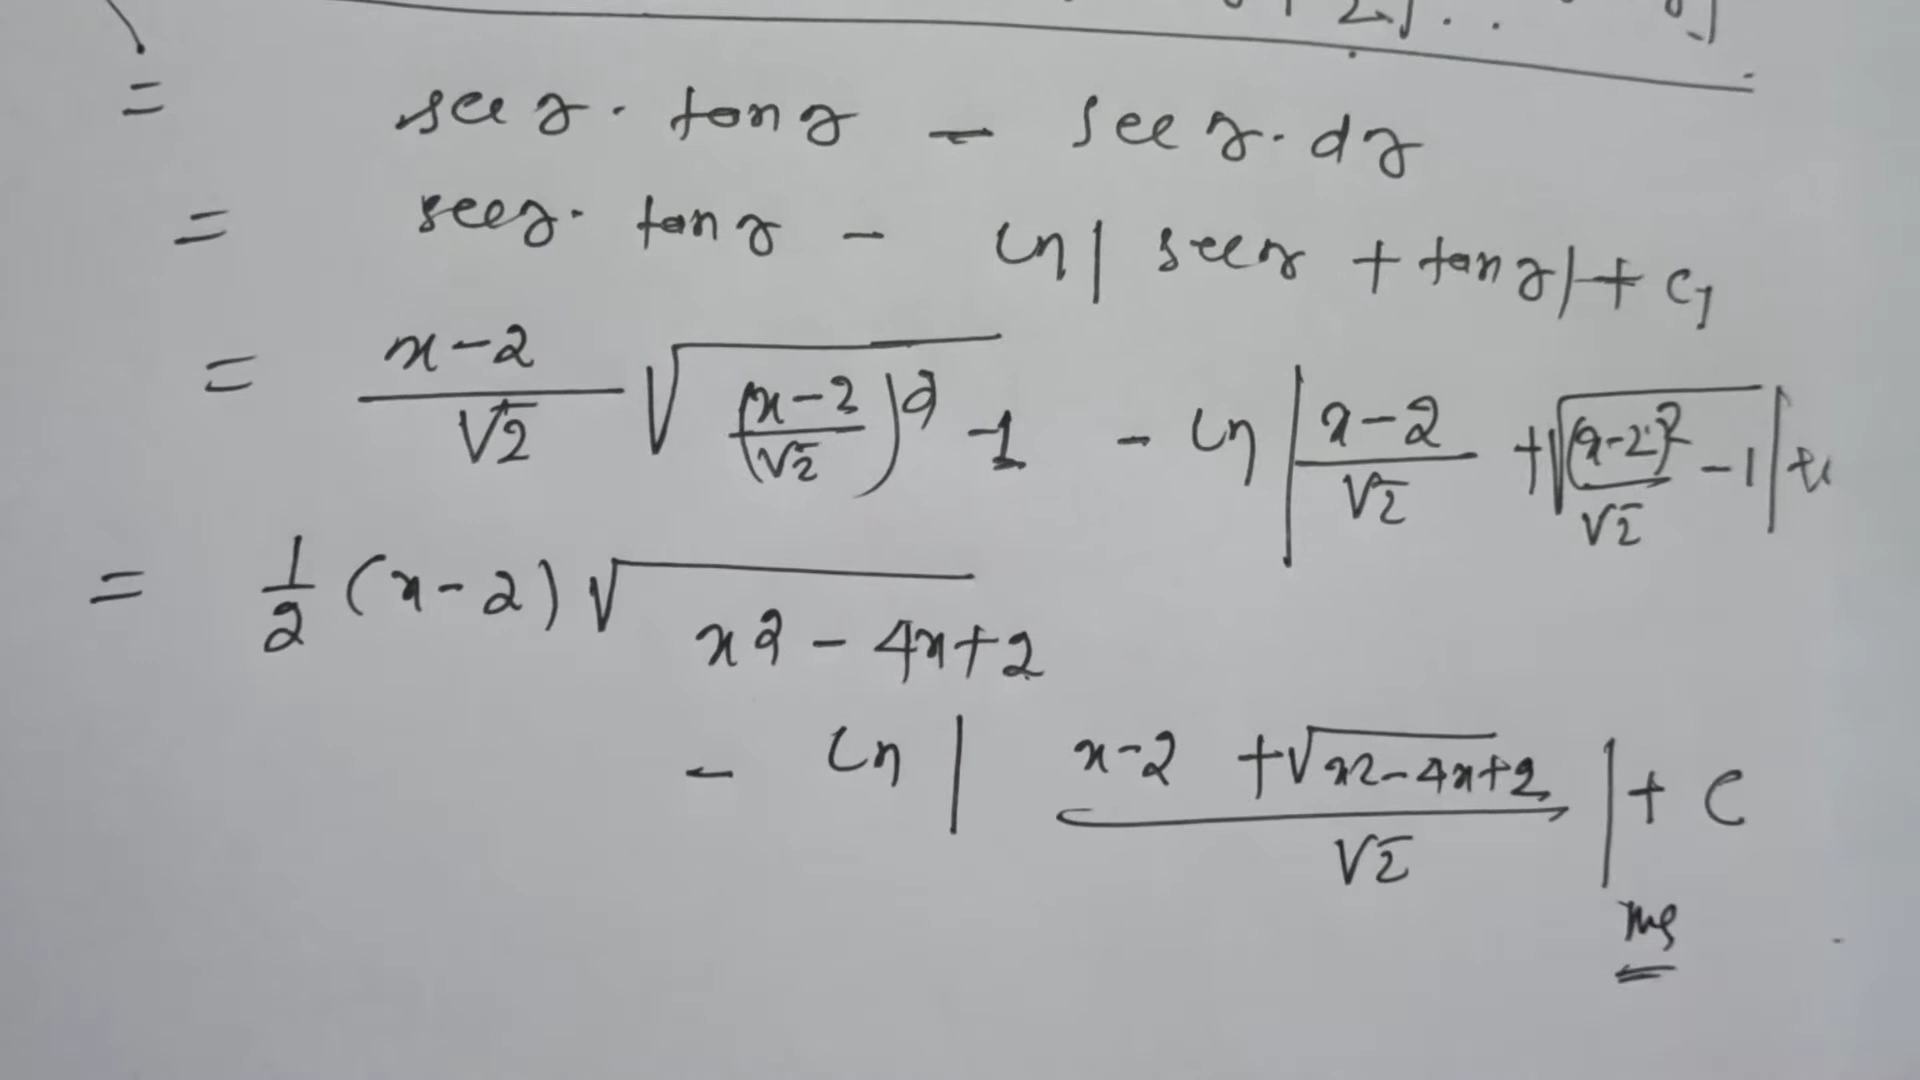 = sec z · tan z − sec z · dz
= sec z · tan z − ln | sec z + tan z | + c₁
= x−2/√2 √((x−2/√2)² −1) − ln | x−2/√2 + √((x−2)²/√2 − 1) | +
= 1/2 (x−2) √ x2 − 4x+2
− ln | x−2 +√x2−4x+2 / √2 | + C